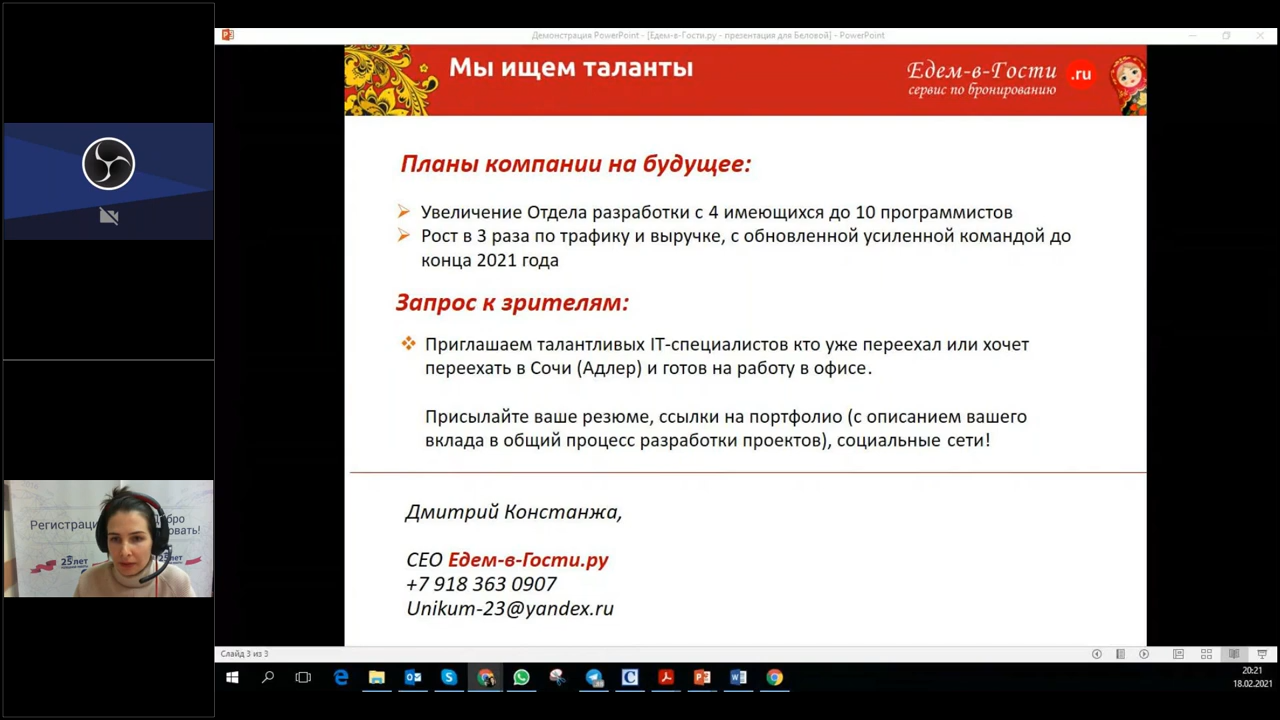 Демонстрация PowerPoint - [Едем-в-Гости.ру - презентация для Беловой] - PowerPoint
Мы ищем таланты
Едем-в-Гости .ru
сервис по бронированию
Планы компании на будущее:
Увеличение Отдела разработки с 4 имеющихся до 10 программистов
Рост в 3 раза по трафику и выручке, с обновленной усиленной командой до
конца 2021 года
Запрос к зрителям:
Приглашаем талантливых IT-специалистов кто уже переехал или хочет
переехать в Сочи (Адлер) и готов на работу в офисе.
Присылайте ваше резюме, ссылки на портфолио (с описанием вашего
вклада в общий процесс разработки проектов), социальные сети!
Дмитрий Констанжа,
CEO Едем-в-Гости.ру
+7 918 363 0907
Unikum-23@yandex.ru
Регистраци
25 лет
25 лет
Слайд 3 из 3
20:21
18.02.2021